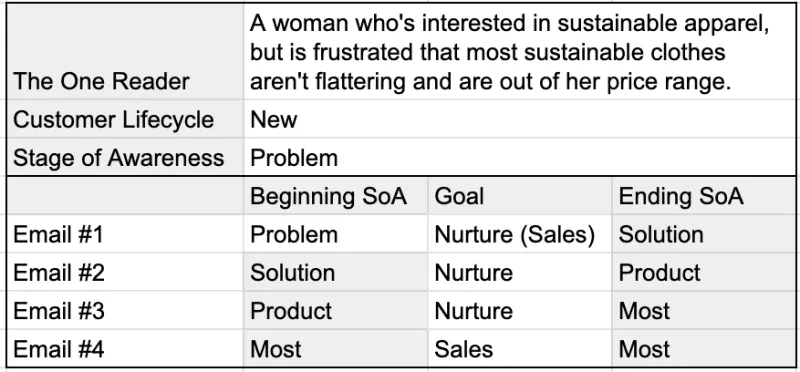 The One Reader
A woman who's interested in sustainable apparel,
but is frustrated that most sustainable clothes
aren't flattering and are out of her price range.
Customer Lifecycle New
Stage of Awareness Problem
Beginning SoA Goal Ending SoA
Email #1 Problem Nurture (Sales) Solution
Email #2 Solution Nurture Product
Email #3 Product Nurture Most
Email #4 Most Sales Most